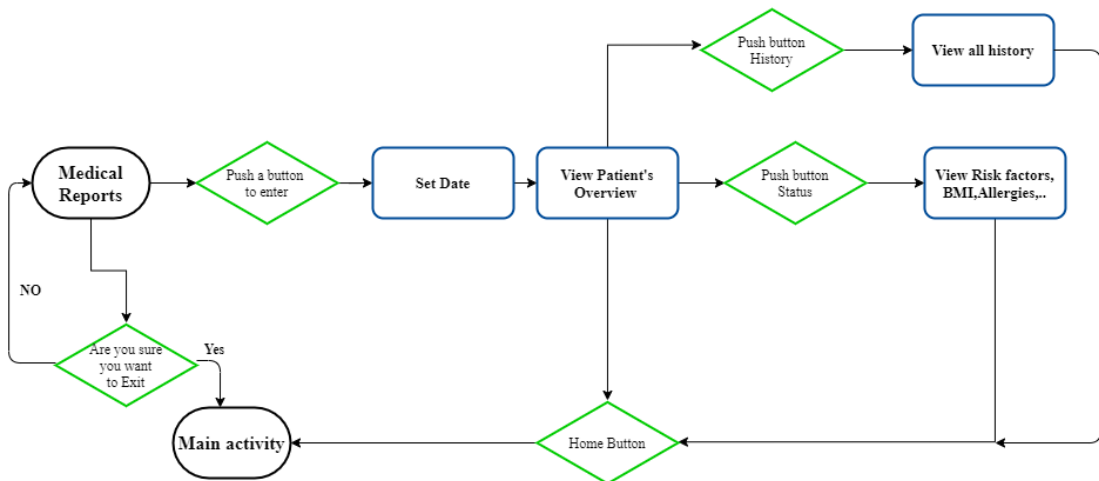 Push button
History
View all history
Medical
Reports
Push a button
to enter
Set Date
View Patient's
Overview
Push button
Status
View Risk factors,
BMI,Allergies,..
NO
Are you sure
you want
to Exit
Yes
Main activity
Home Button